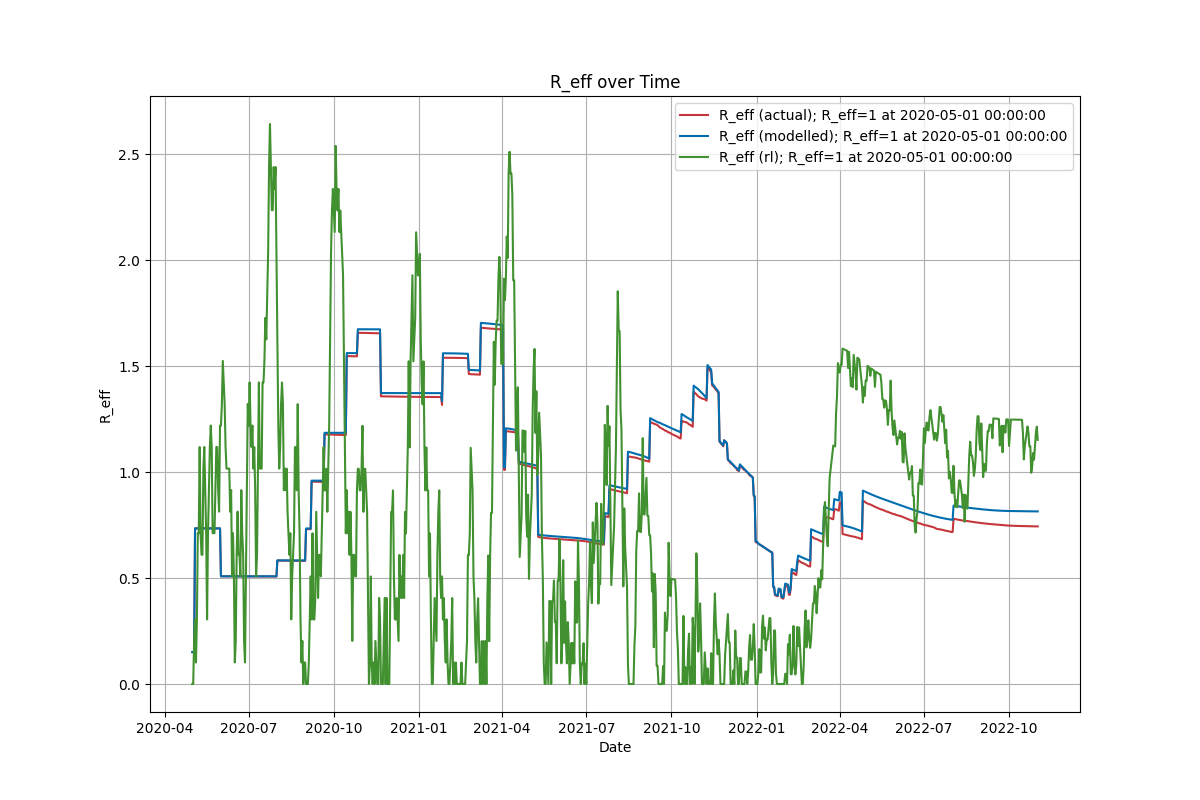 R_eff over Time
R_eff (actual); R_eff=1 at 2020-05-01 00:00:00
R_eff (modelled); R_eff=1 at 2020-05-01 00:00:00
R_eff (rl); R_eff=1 at 2020-05-01 00:00:00
R_eff
2.5
2.0
1.5
1.0
0.5
0.0
2020-04 2020-07 2020-10 2021-01 2021-04 2021-07 2021-10 2022-01 2022-04 2022-07 2022-10
Date